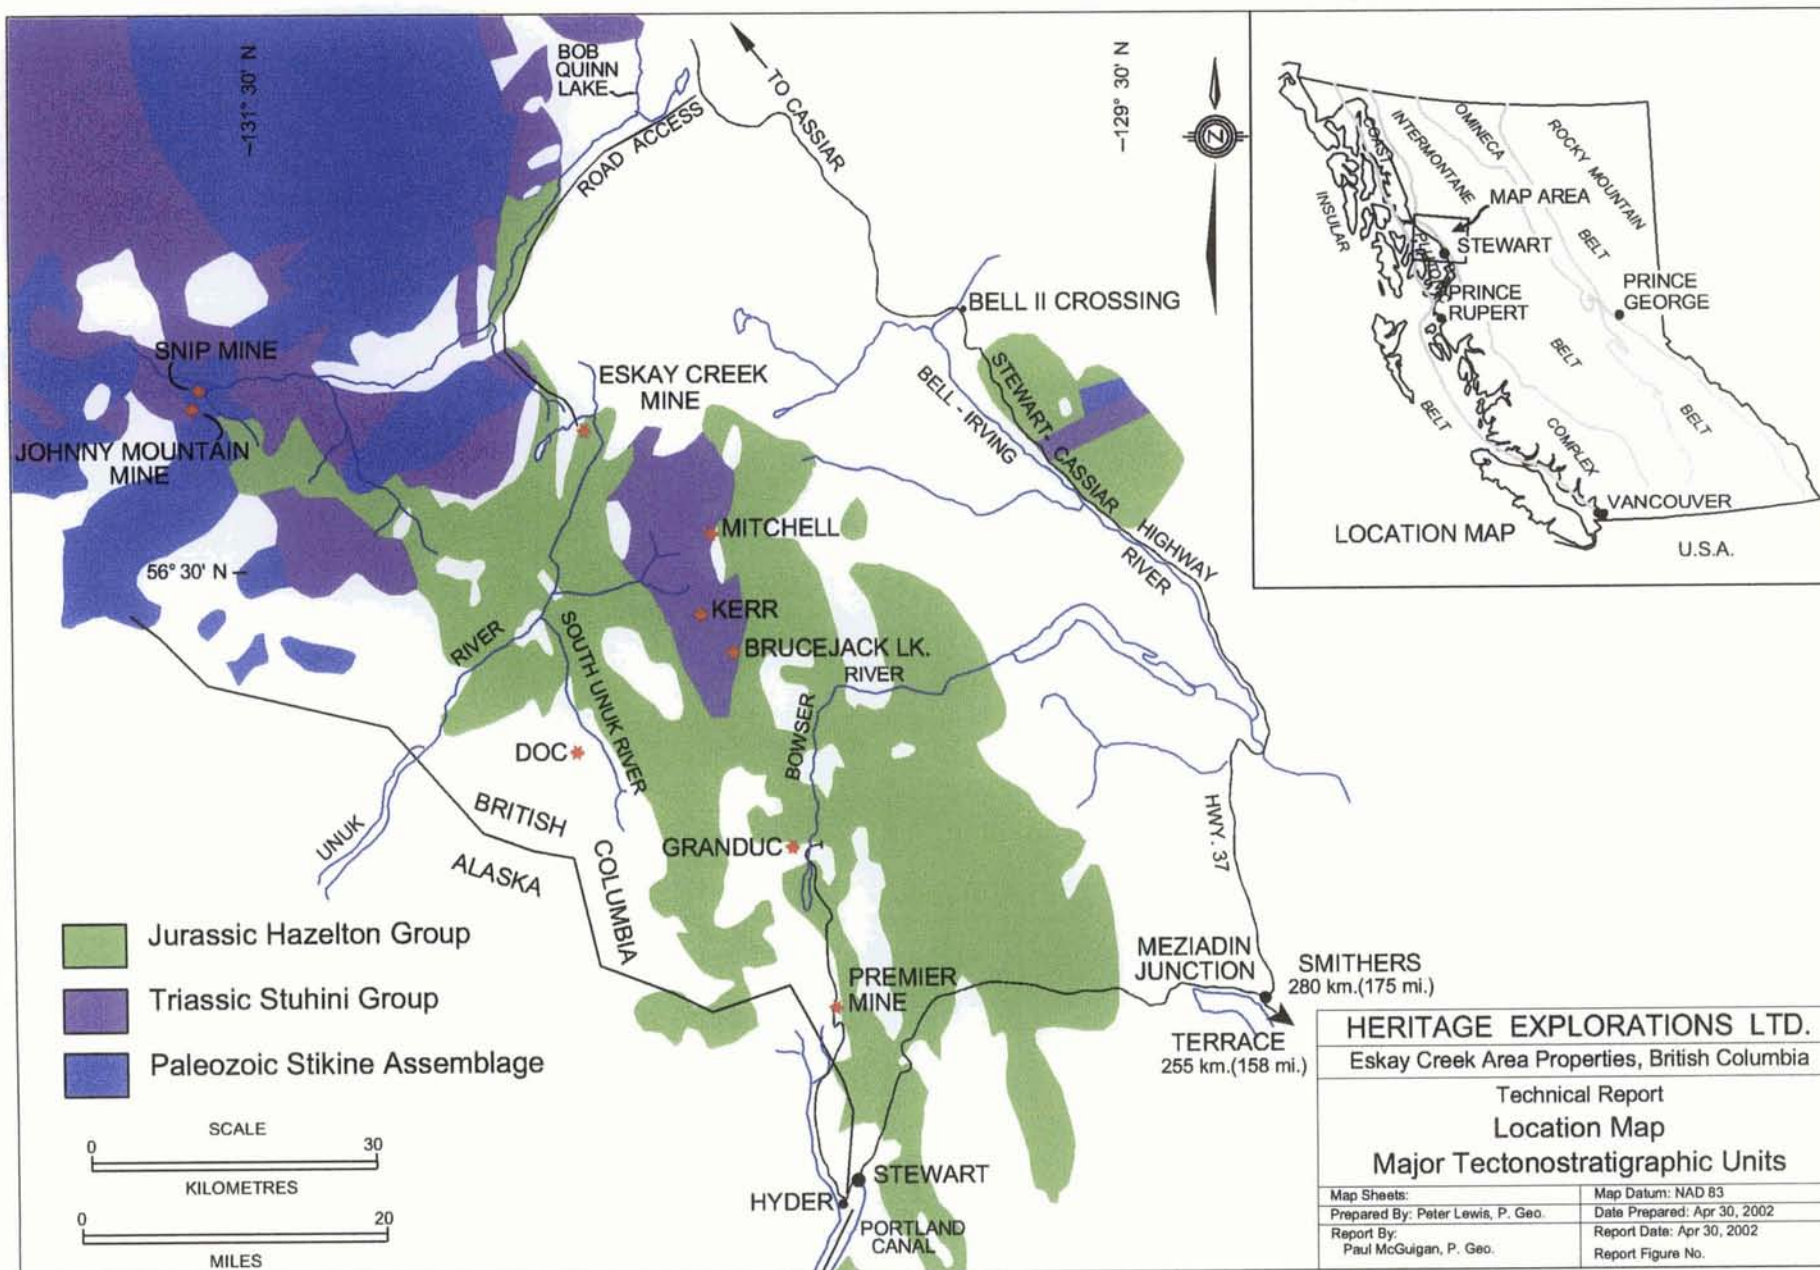 -131° 30' N
BOB
QUINN
LAKE
TO CASSIAR
ROAD ACCESS
-129° 30' N
N
SNIP MINE
JOHNNY MOUNTAIN
MINE
ESKAY CREEK
MINE
BELL II CROSSING
STEWART-CASSIAR
HIGHWAY
BELL - IRVING
RIVER
56° 30' N
MITCHELL
KERR
BRUCEJACK LK.
RIVER
BOWSER
RIVER
UNUK
SOUTH UNUK RIVER
DOC
GRANDUC
BRITISH
COLUMBIA
ALASKA
HWY. 37
MEZIADIN
JUNCTION
SMITHERS
280 km.(175 mi.)
TERRACE
255 km.(158 mi.)
PREMIER
MINE
STEWART
HYDER
PORTLAND
CANAL
Jurassic Hazelton Group
Triassic Stuhini Group
Paleozoic Stikine Assemblage
SCALE
0 30
KILOMETRES
0 20
MILES
COAST
INTERMONTANE
OMINECA
ROCKY MOUNTAIN
INSULAR
MAP AREA
STEWART
BELT
PRINCE
RUPERT
PRINCE
GEORGE
BELT
BELT
BELT
COMPLEX
VANCOUVER
LOCATION MAP
U.S.A.
HERITAGE EXPLORATIONS LTD.
Eskay Creek Area Properties, British Columbia
Technical Report
Location Map
Major Tectonostratigraphic Units
Map Sheets:
Map Datum: NAD 83
Prepared By: Peter Lewis, P. Geo.
Date Prepared: Apr 30, 2002
Report By:
Paul McGuigan, P. Geo.
Report Date: Apr 30, 2002
Report Figure No.